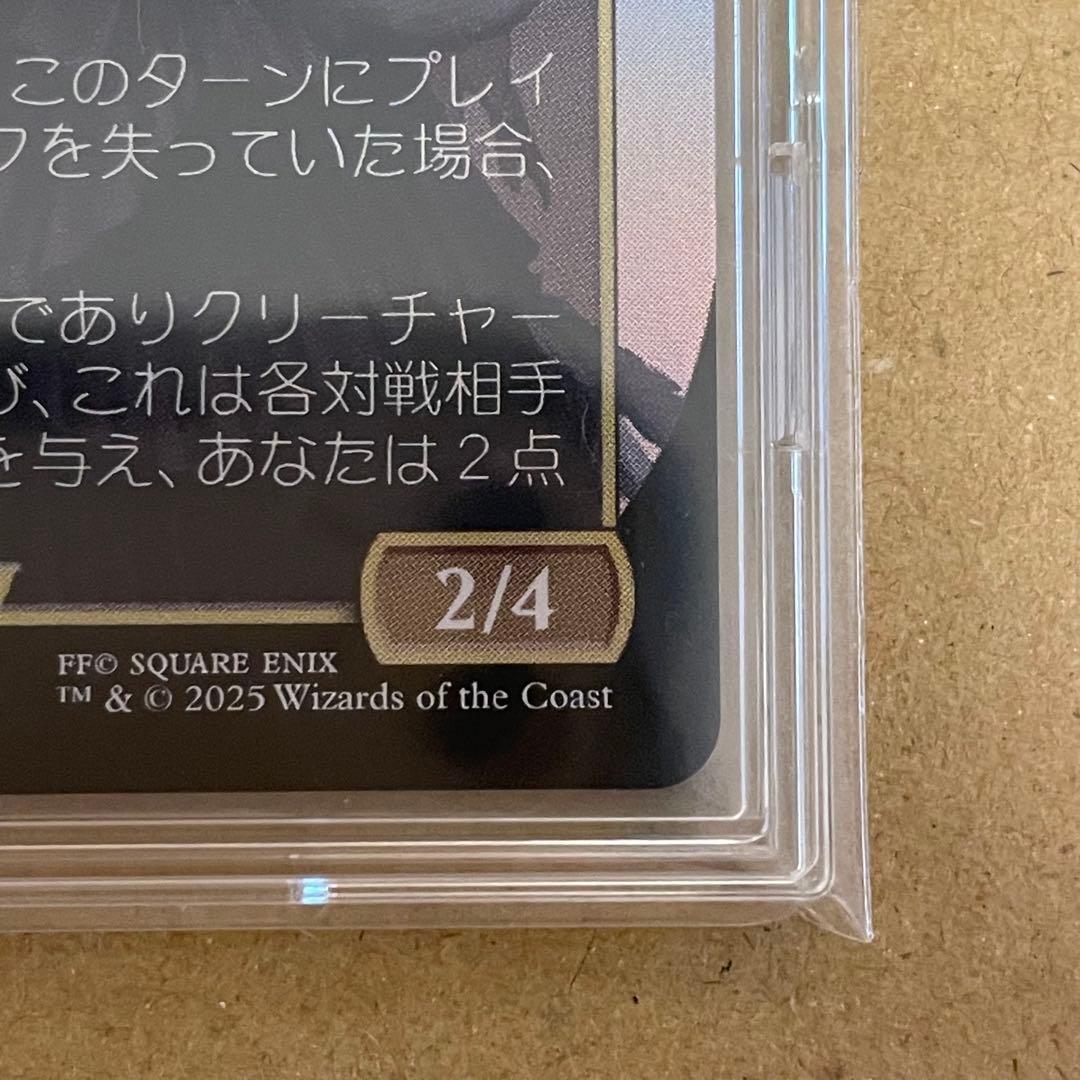 このターンにプレイ
フを失っていた場合、
でありクリーチャー
び、これは各対戦相手
を与え、あなたは２点
2/4
FF© SQUARE ENIX
™ & © 2025 Wizards of the Coast